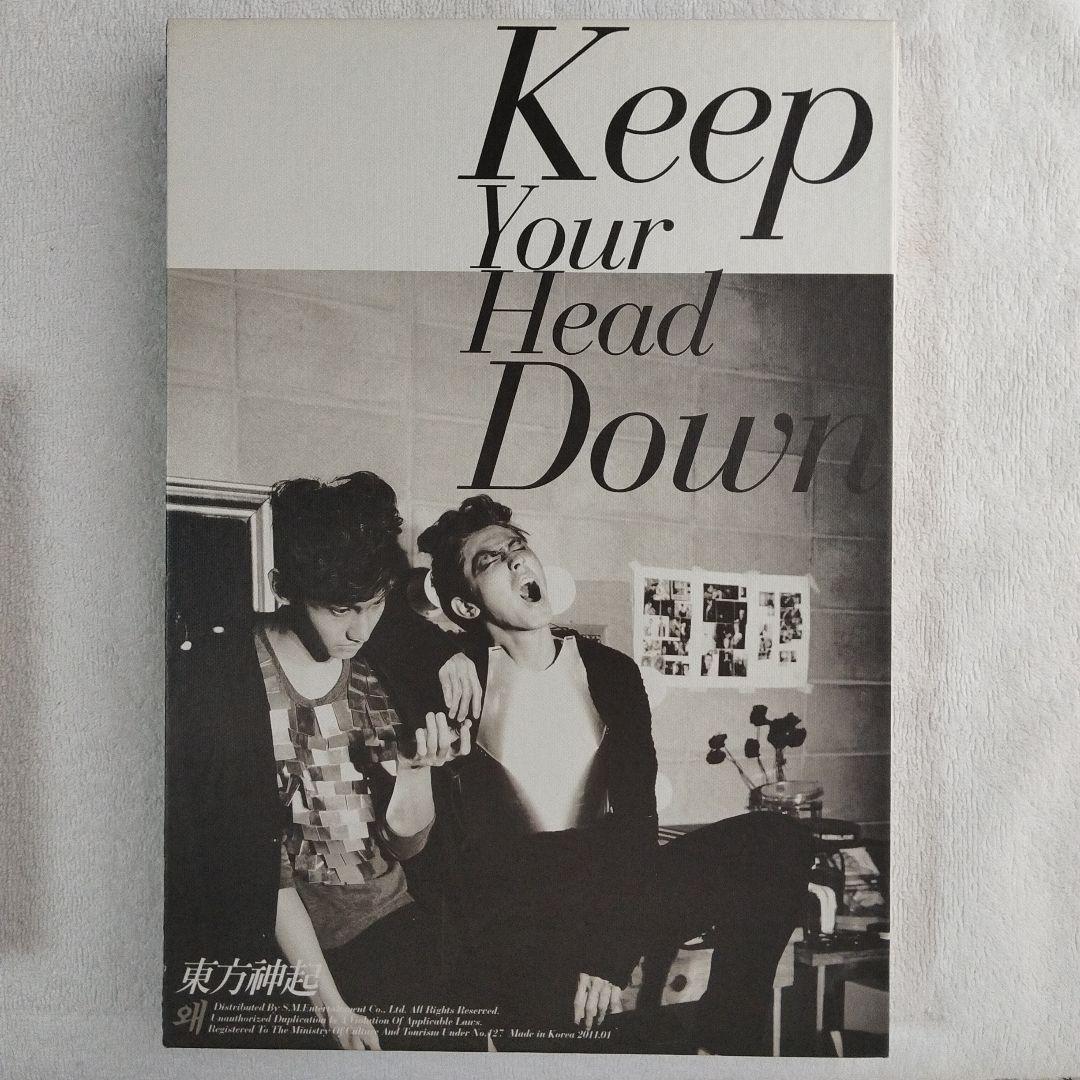 Keep
Your
Head
Down
東方神起
왜
Distributed By S.M.Entertainment Co., Ltd. All Rights Reserved.
Unauthorized Duplication Is A Violation Of Applicable Laws.
Registered To The Ministry Of Culture And Tourism Under No.127 Made in Korea 2011.01